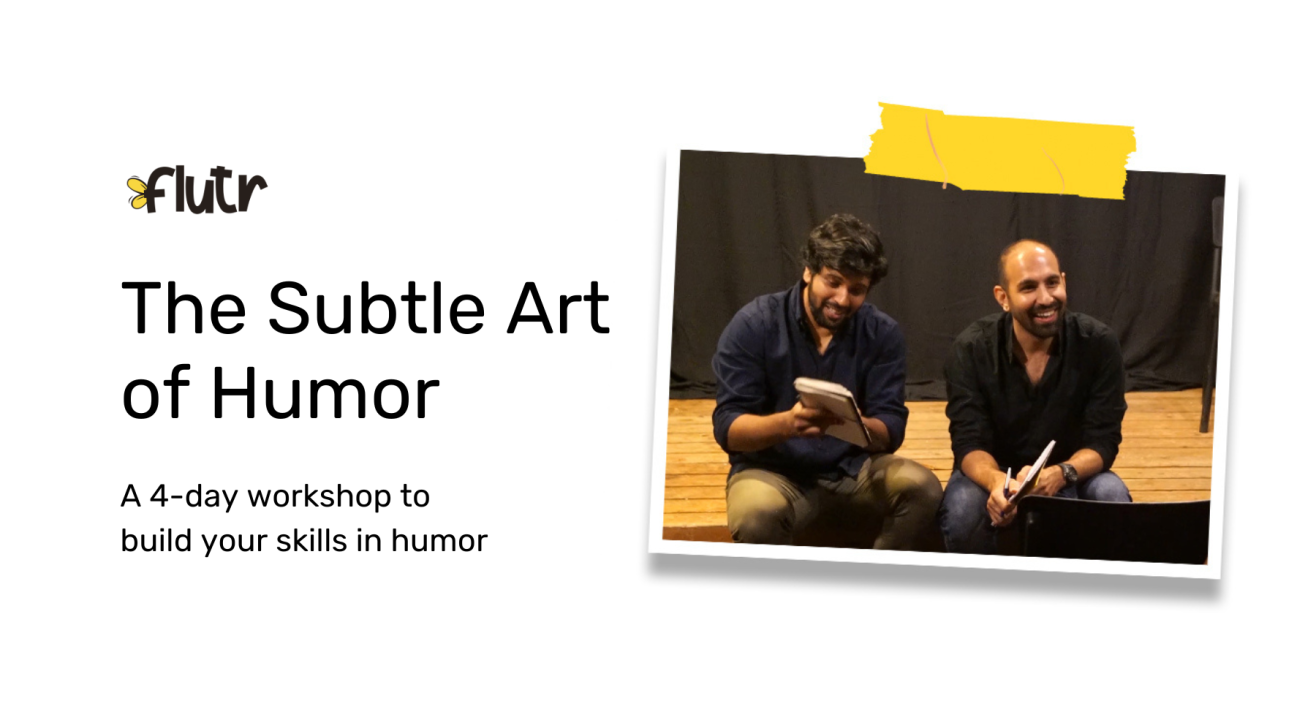 flutr
The Subtle Art
of Humor
A 4-day workshop to
build your skills in humor